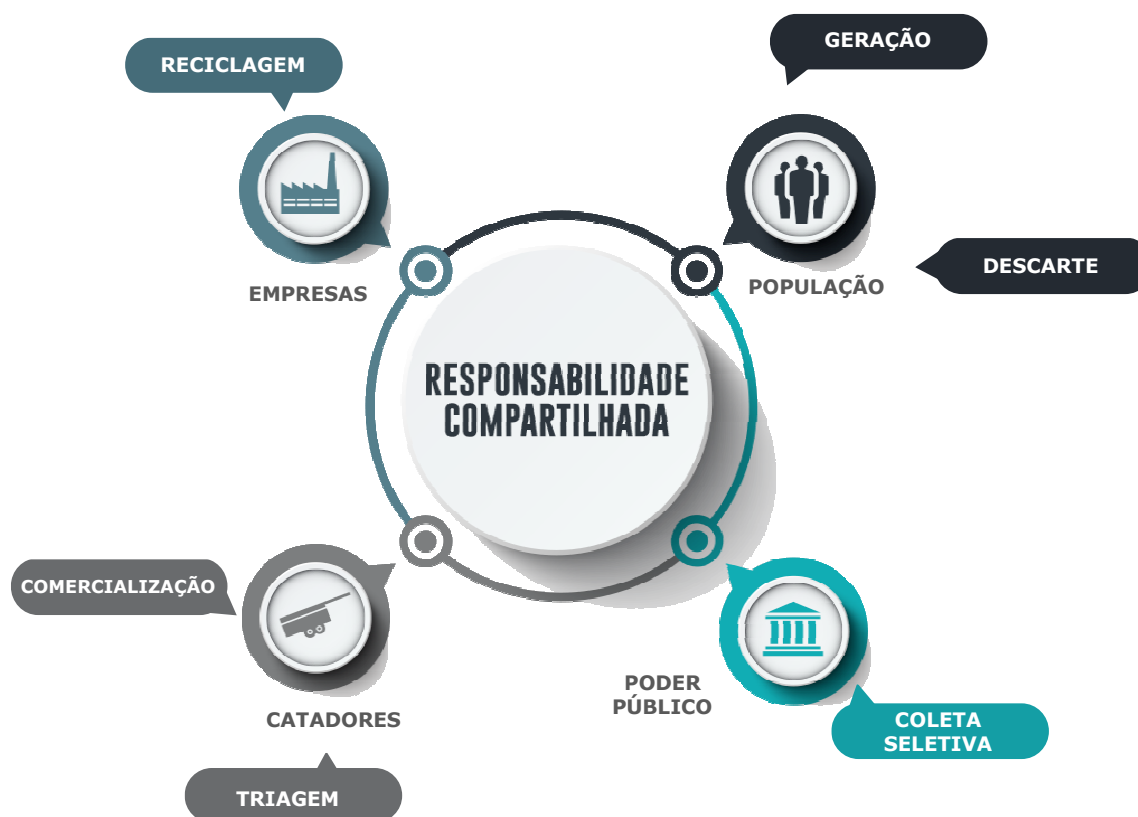 GERAÇÃO
RECICLAGEM
DESCARTE
POPULAÇÃO
EMPRESAS
RESPONSABILIDADE
COMPARTILHADA
COMERCIALIZAÇÃO
PODER
PÚBLICO
CATADORES
COLETA
SELETIVA
TRIAGEM